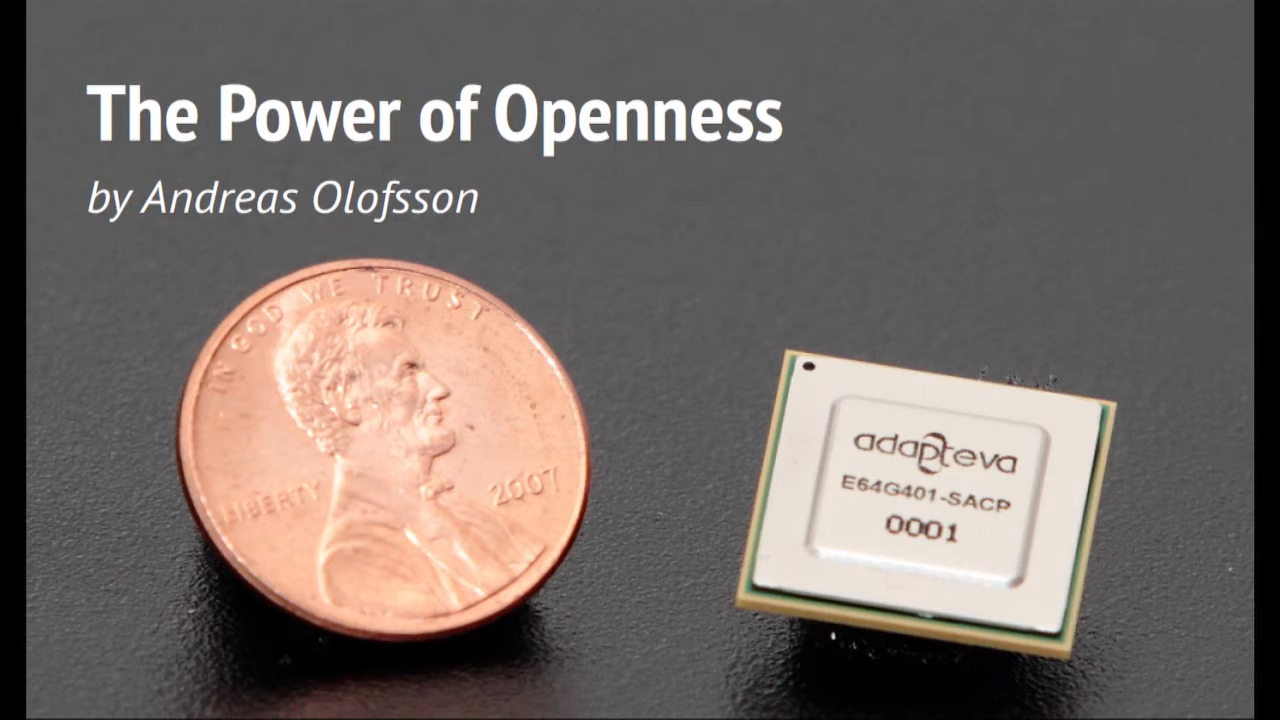 The Power of Openness
by Andreas Olofsson
IN GOD WE TRUST
LIBERTY
2007
adapteva
E64G401-SACP
0001